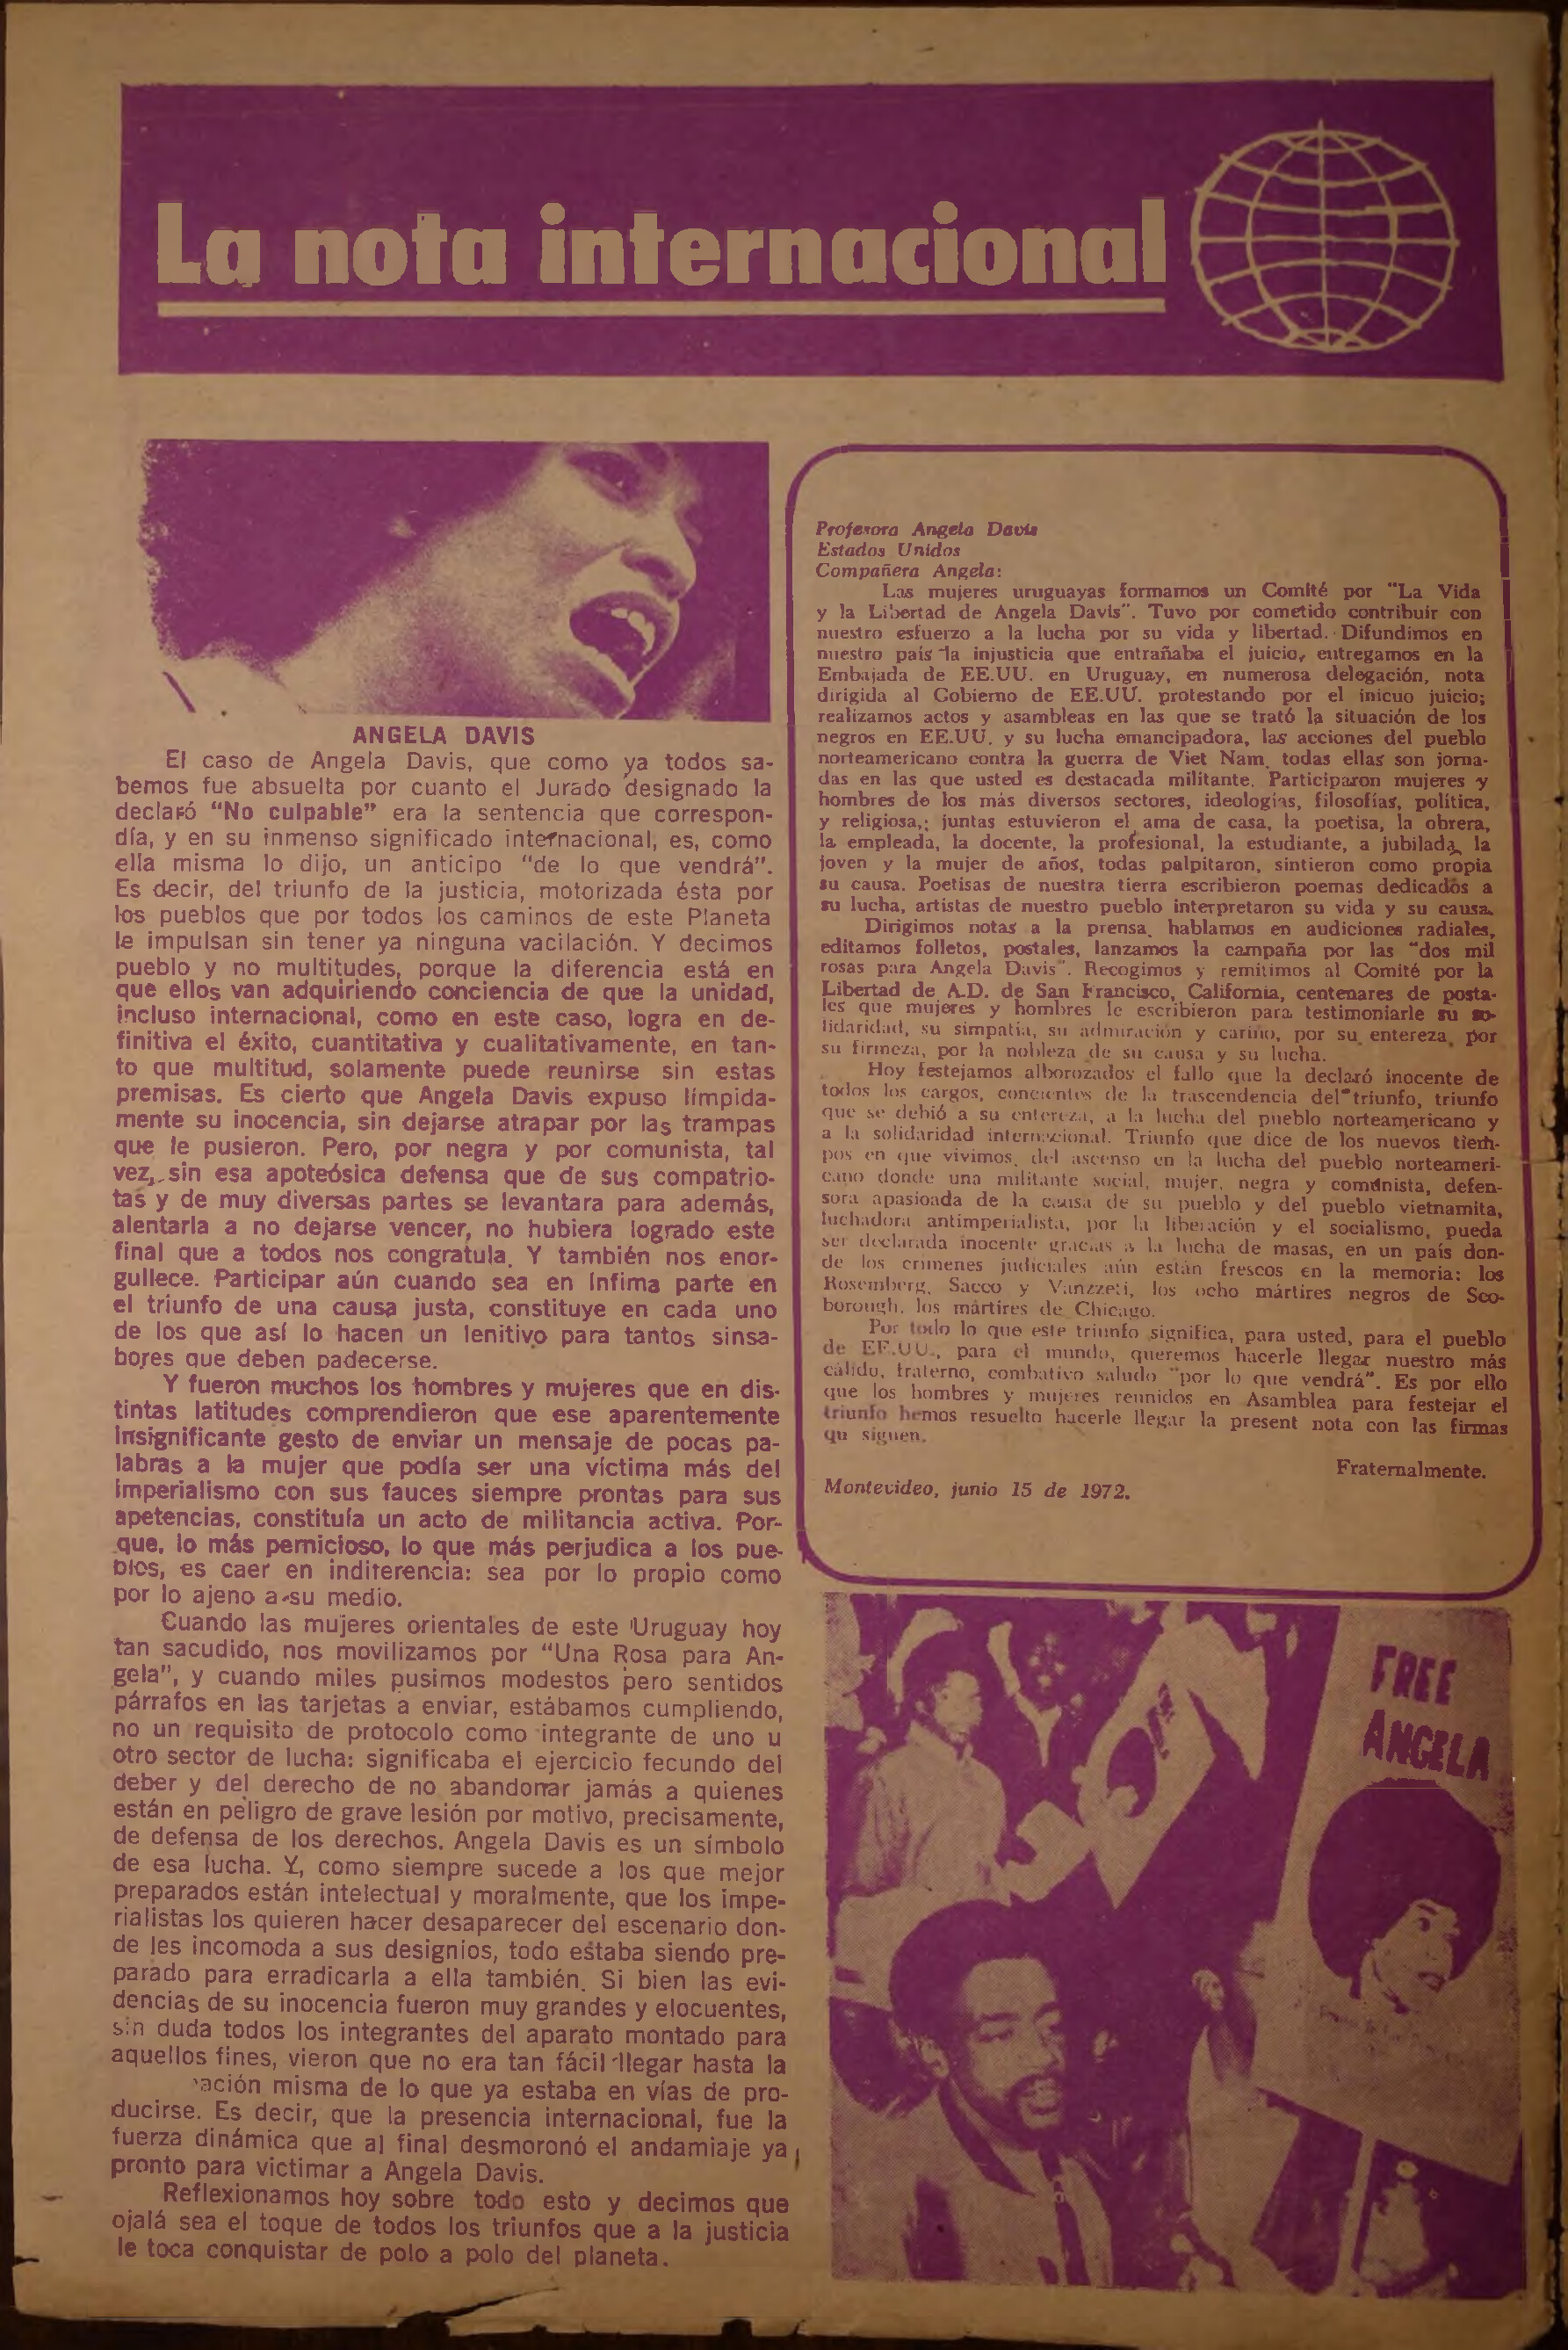 La nota internacional
ANGELA DAVIS
El caso de Angela Davis, que como ya todos sa-
bemos fue absuelta por cuanto el Jurado designado la
declaró “No culpable” era la sentencia que correspon-
día, y en su inmenso significado internacional, es, como
ella misma lo dijo, un anticipo “de lo que vendrá”.
Es decir, del triunfo de la justicia, motorizada ésta por
los pueblos que por todos los caminos de este Planeta
le impulsan sin tener ya ninguna vacilación. Y decimos
pueblo y no multitudes, porque la diferencia está en
que ellos van adquiriendo conciencia de que la unidad,
incluso internacional, como en este caso, logra en de-
finitiva el éxito, cuantitativa y cualitativamente, en tan-
to que multitud, solamente puede reunirse sin estas
premisas. Es cierto que Angela Davis expuso límpida-
mente su inocencia, sin dejarse atrapar por las trampas
que le pusieron. Pero, por negra y por comunista, tal
vez, sin esa apoteósica defensa que de sus compatrio-
tas y de muy diversas partes se levantara para además,
alentarla a no dejarse vencer, no hubiera logrado este
final que a todos nos congratula. Y también nos enor-
gullece. Participar aún cuando sea en ínfima parte en
el triunfo de una causa justa, constituye en cada uno
de los que así lo hacen un lenitivo para tantos sinsa-
bores que deben padecerse.
Y fueron muchos los hombres y mujeres que en dis-
tintas latitudes comprendieron que ese aparentemente
insignificante gesto de enviar un mensaje de pocas pa-
labras a la mujer que podía ser una víctima más del
imperialismo con sus fauces siempre prontas para sus
apetencias, constituía un acto de militancia activa. Por-
que, lo más pernicioso, lo que más perjudica a los pue-
blos, es caer en indiferencia: sea por lo propio como
por lo ajeno a su medio.
Cuando las mujeres orientales de este Uruguay hoy
tan sacudido, nos movilizamos por “Una Rosa para An-
gela”, y cuando miles pusimos modestos pero sentidos
párrafos en las tarjetas a enviar, estábamos cumpliendo,
no un requisito de protocolo como integrante de uno u
otro sector de lucha: significaba el ejercicio fecundo del
deber y del derecho de no abandonar jamás a quienes
están en peligro de grave lesión por motivo, precisamente,
de defensa de los derechos. Angela Davis es un símbolo
de esa lucha. Y, como siempre sucede a los que mejor
preparados están intelectual y moralmente, que los impe-
rialistas los quieren hacer desaparecer del escenario don-
de les incomoda a sus designios, todo estaba siendo pre-
parado para erradicarla a ella también. Si bien las evi-
dencias de su inocencia fueron muy grandes y elocuentes,
sin duda todos los integrantes del aparato montado para
aquellos fines, vieron que no era tan fácil llegar hasta la
misma de lo que ya estaba en vías de pro-
ducirse. Es decir, que la presencia internacional, fue la
fuerza dinámica que al final desmoronó el andamiaje ya
pronto para victimar a Angela Davis.
Reflexionamos hoy sobre todo esto y decimos que
ojalá sea el toque de todos los triunfos que a la justicia
le toca conquistar de polo a polo del planeta.
Profesora Angela Davis
Estados Unidos
Compañera Angela:
Las mujeres uruguayas formamos un Comité por “La Vida
y la Libertad de Angela Davis”. Tuvo por cometido contribuir con
nuestro esfuerzo a la lucha por su vida y libertad. Difundimos en
nuestro país la injusticia que entrañaba el juicio, entregamos en la
Embajada de EE.UU. en Uruguay, en numerosa delegación, nota
dirigida al Gobierno de EE.UU. protestando por el inicuo juicio;
realizamos actos y asambleas en las que se trató la situación de los
negros en EE.UU. y su lucha emancipadora, las acciones del pueblo
norteamericano contra la guerra de Viet Nam, todas ellas son jorna-
das en las que usted es destacada militante. Participaron mujeres y
hombres de los más diversos sectores, ideologías, filosofías, política,
y religiosa,; juntas estuvieron el ama de casa, la poetisa, la obrera,
la empleada, la docente, la profesional, la estudiante, a jubilada, la
joven y la mujer de años, todas palpitaron, sintieron como propia
su causa. Poetisas de nuestra tierra escribieron poemas dedicados a
su lucha, artistas de nuestro pueblo interpretaron su vida y su causa.
Dirigimos notas a la prensa, hablamos en audiciones radiales,
editamos folletos, postales, lanzamos la campaña por las “dos mil
rosas para Angela Davis”. Recogimos y remitimos al Comité por la
Libertad de A.D. de San Francisco, California, centenares de posta-
les que mujeres y hombres le escribieron para testimoniarle su so-
lidaridad, su simpatía, su admiración y cariño, por su entereza, por
su firmeza, por la nobleza de su causa y su lucha.
Hoy festejamos alborozados el fallo que la declaró inocente de
todos los cargos, concientes de la trascendencia del triunfo, triunfo
que se debió a su entereza, a la lucha del pueblo norteamericano y
a la solidaridad internacional. Triunfo que dice de los nuevos tiem-
pos en que vivimos, del ascenso en la lucha del pueblo norteameri-
cano donde una militante social, mujer, negra y comunista, defen-
sora apasioada de la causa de su pueblo y del pueblo vietnamita,
luchadora antimperialista, por la liberación y el socialismo, pueda
ser declarada inocente gracias a la lucha de masas, en un país don-
de los crímenes judiciales aún están frescos en la memoria: los
Rosemberg, Sacco y Vanzzeti, los ocho mártires negros de Sco-
borough, los mártires de Chicago.
Por todo lo que este triunfo significa, para usted, para el pueblo
de EE.UU., para el mundo, queremos hacerle llegar nuestro más
cálido, fraterno, combativo saludo “por lo que vendrá”. Es por ello
que los hombres y mujeres reunidos en Asamblea para festejar el
triunfo hemos resuelto hacerle llegar la present nota con las firmas
qu siguen.
Fraternalmente.
Montevideo, junio 15 de 1972.
FREE
ANGELA